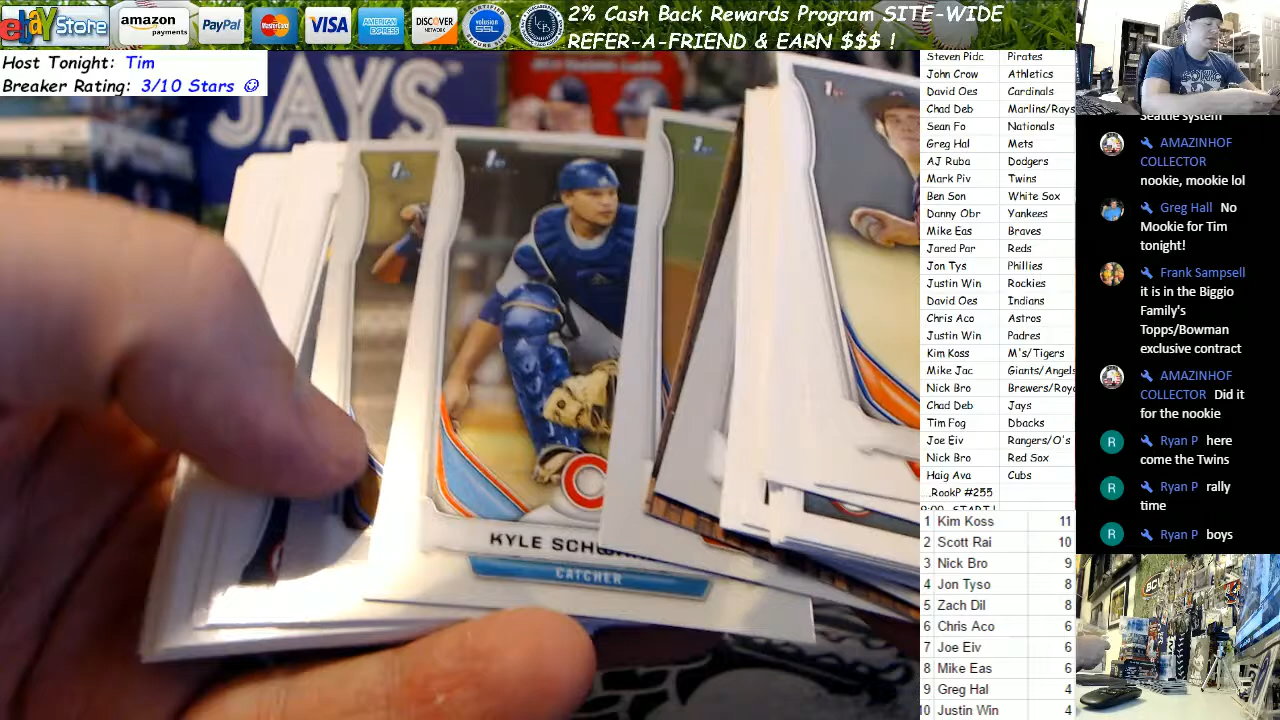 ebay Store
amazon
payments
PayPal
MasterCard
VISA
AMERICAN EXPRESS
DISCOVER
NETWORK
volusion
SSL
2% Cash Back Rewards Program SITE-WIDE
REFER-A-FRIEND & EARN $$$ !
Host Tonight: Tim
Breaker Rating: 3/10 Stars ☺
JAYS
KYLE SCHWAR
CATCHER
Steven Pidc Pirates
John Crow Athletics
David Oes Cardinals
Chad Deb Marlins/Rays
Sean Fo Nationals
Greg Hal Mets
AJ Ruba Dodgers
Mark Piv Twins
Ben Son White Sox
Danny Obr Yankees
Mike Eas Braves
Jared Par Reds
Jon Tys Phillies
Justin Win Rockies
David Oes Indians
Chris Aco Astros
Justin Win Padres
Kim Koss M's/Tigers
Mike Jac Giants/Angels
Nick Bro Brewers/Roy
Chad Deb Jays
Tim Fog Dbacks
Joe Eiv Rangers/O's
Nick Bro Red Sox
Haig Ava Cubs
.RookP #255
9:00 START!
1 Kim Koss 11
2 Scott Rai 10
3 Nick Bro 9
4 Jon Tyso 8
5 Zach Dil 8
6 Chris Aco 6
7 Joe Eiv 6
8 Mike Eas 6
9 Greg Hal 4
10 Justin Win 4
Seattle system
AMAZINHOF
COLLECTOR
nookie, mookie lol
Greg Hall No
Mookie for Tim
tonight!
Frank Sampsell
it is in the Biggio
Family's
Topps/Bowman
exclusive contract
AMAZINHOF
COLLECTOR Did it
for the nookie
R Ryan P here
come the Twins
R Ryan P rally
time
R Ryan P boys